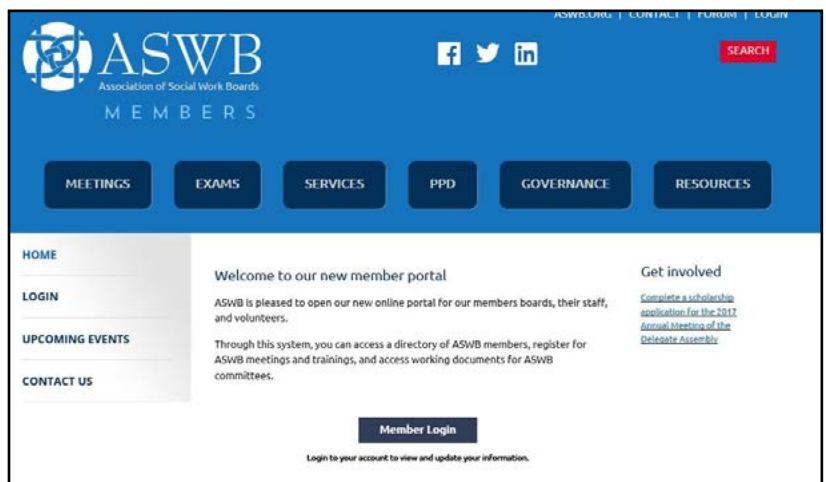 ASWB.ORG | CONTACT | FORUM | LOGIN
ASWB
Association of Social Work Boards
MEMBERS
SEARCH
MEETINGS
EXAMS
SERVICES
PPD
GOVERNANCE
RESOURCES
HOME
LOGIN
UPCOMING EVENTS
CONTACT US
Welcome to our new member portal
ASWB is pleased to open our new online portal for our members boards, their staff,
and volunteers.
Through this system, you can access a directory of ASWB members, register for
ASWB meetings and trainings, and access working documents for ASWB
committees.
Member Login
Login to your account to view and update your information.
Get involved
Complete a scholarship
application for the 2017
Annual Meeting of the
Delegate Assembly